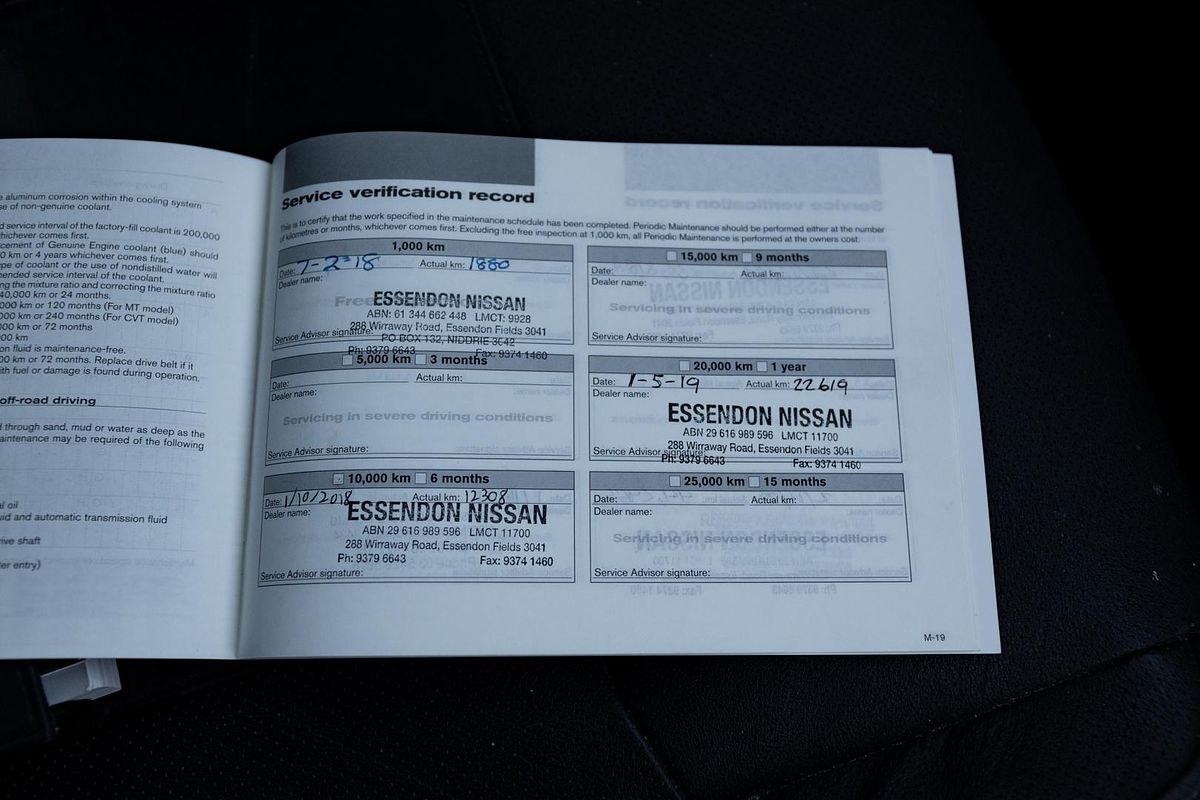 e aluminum corrosion within the cooling system
se of non-genuine coolant.
d service interval of the factory-fill coolant is 200,000
hichever comes first.
cement of Genuine Engine coolant (blue) should
0 km or 4 years whichever comes first.
ype of coolant or the use of nondistilled water will
mended service interval of the coolant.
ng the mixture ratio and correcting the mixture ratio
40,000 km or 24 months.
000 km or 120 months (For MT model)
000 km or 240 months (For CVT model)
000 km or 72 months
00 km
on fluid is maintenance-free.
00 km or 72 months. Replace drive belt if it
ith fuel or damage is found during operation.
off-road driving
d through sand, mud or water as deep as the
aintenance may be required of the following
al oil
uid and automatic transmission fluid
ive shaft
er entry)
Service verification record
This is to certify that the work specified in the maintenance schedule has been completed. Periodic Maintenance should be performed either at the number
of kilometres or months, whichever comes first. Excluding the free inspection at 1,000 km, all Periodic Maintenance is performed at the owners cost.
1,000 km
Date: 7-2-18 Actual km: 1880
Dealer name:
Free
ESSENDON NISSAN
ABN: 61 344 662 448 LMCT: 9928
288 Wirraway Road, Essendon Fields 3041
Service Advisor signature:
PO BOX 132, NIDDRIE 3042
Ph: 9379 6643 Fax: 9374 1460
5,000 km 3 months
Date: Actual km:
Dealer name:
Servicing in severe driving conditions
Service Advisor signature:
10,000 km 6 months
Date: 1/10/2018 Actual km: 12308
Dealer name:
ESSENDON NISSAN
ABN 29 616 989 596 LMCT 11700
288 Wirraway Road, Essendon Fields 3041
Ph: 9379 6643 Fax: 9374 1460
Service Advisor signature:
15,000 km 9 months
Date: Actual km:
Dealer name:
Servicing in severe driving conditions
Service Advisor signature:
20,000 km 1 year
Date: 1-5-19 Actual km: 22619
Dealer name:
ESSENDON NISSAN
ABN 29 616 989 596 LMCT 11700
288 Wirraway Road, Essendon Fields 3041
Service Advisor signature:
Ph: 9379 6643 Fax: 9374 1460
25,000 km 15 months
Date: Actual km:
Dealer name:
Servicing in severe driving conditions
Service Advisor signature:
M-19